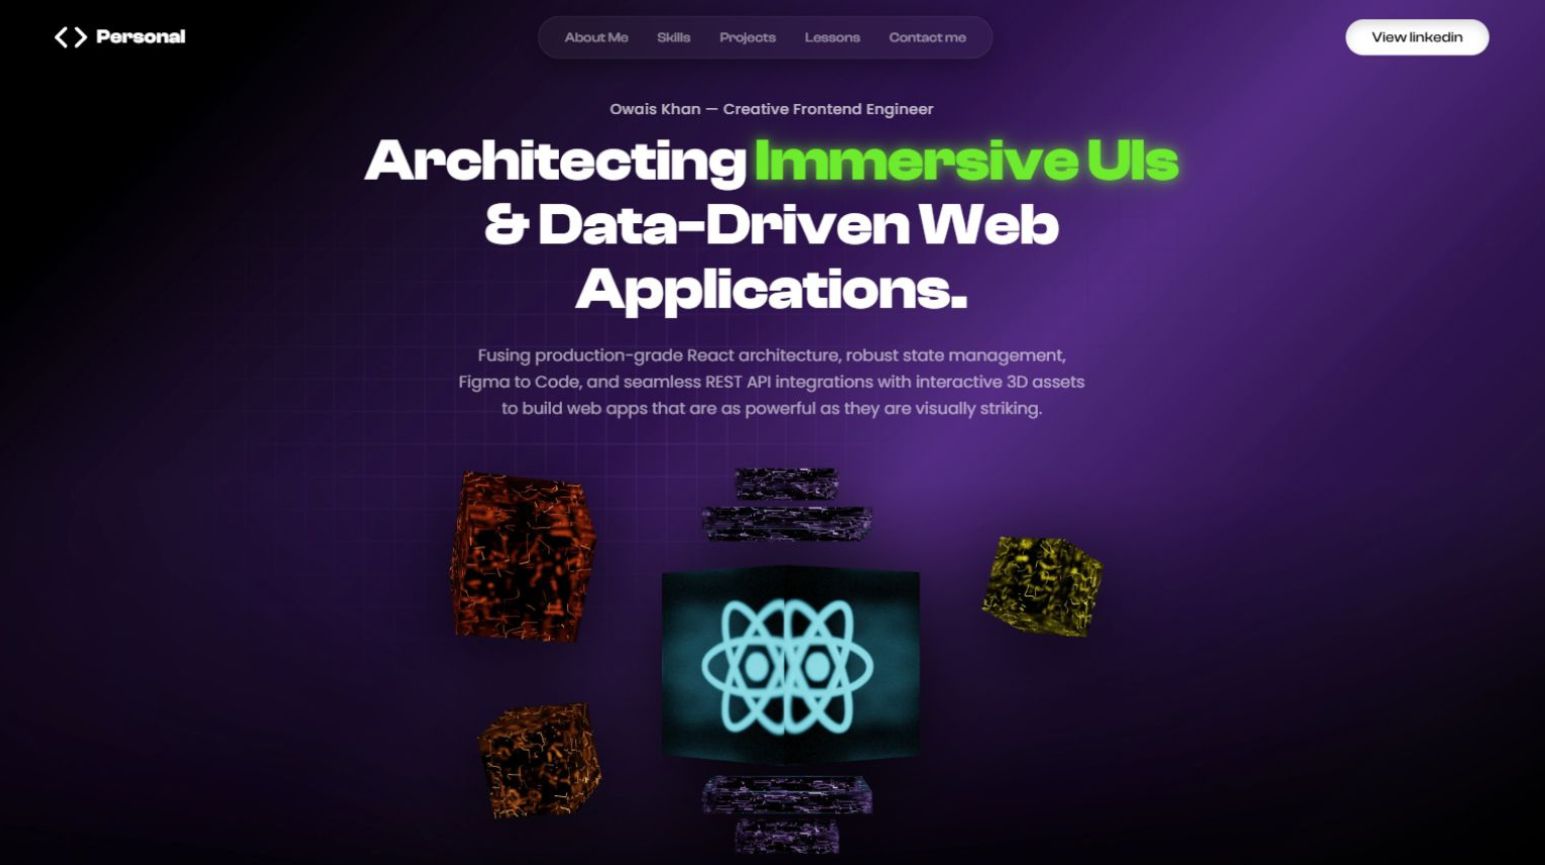 Personal
About Me Skills Projects Lessons Contact me
View linkedin
Owais Khan — Creative Frontend Engineer
Architecting Immersive UIs
& Data-Driven Web
Applications.
Fusing production-grade React architecture, robust state management,
Figma to Code, and seamless REST API integrations with interactive 3D assets
to build web apps that are as powerful as they are visually striking.